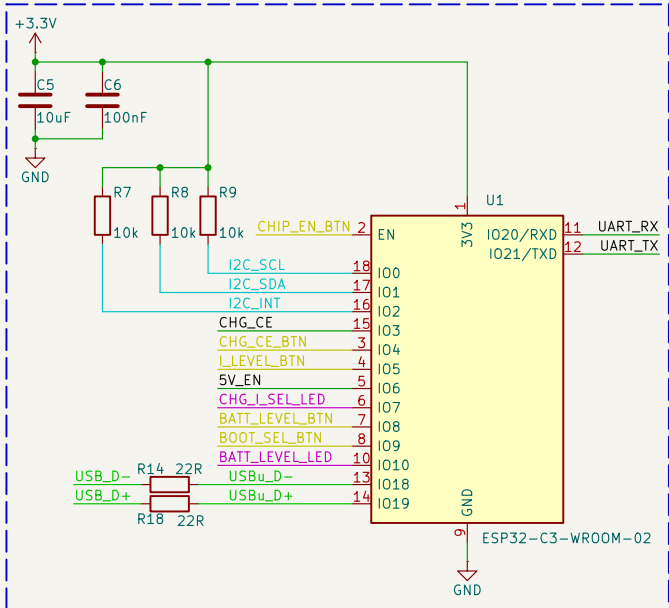 +3.3V
C5
10uF
C6
100nF
GND
R7
10k
R8
10k
R9
10k
U1
ESP32-C3-WROOM-02
CHIP_EN_BTN 2 EN
1 3V3
I2C_SCL 18 IO0
I2C_SDA 17 IO1
I2C_INT 16 IO2
CHG_CE 15 IO3
CHG_CE_BTN 3 IO4
I_LEVEL_BTN 4 IO5
5V_EN 5 IO6
CHG_I_SEL_LED 6 IO7
BATT_LEVEL_BTN 7 IO8
BOOT_SEL_BTN 8 IO9
BATT_LEVEL_LED 10 IO10
USB_D- R14 22R USBu_D- 13 IO18
USB_D+ R18 22R USBu_D+ 14 IO19
IO20/RXD 11 UART_RX
IO21/TXD 12 UART_TX
GND 9
GND